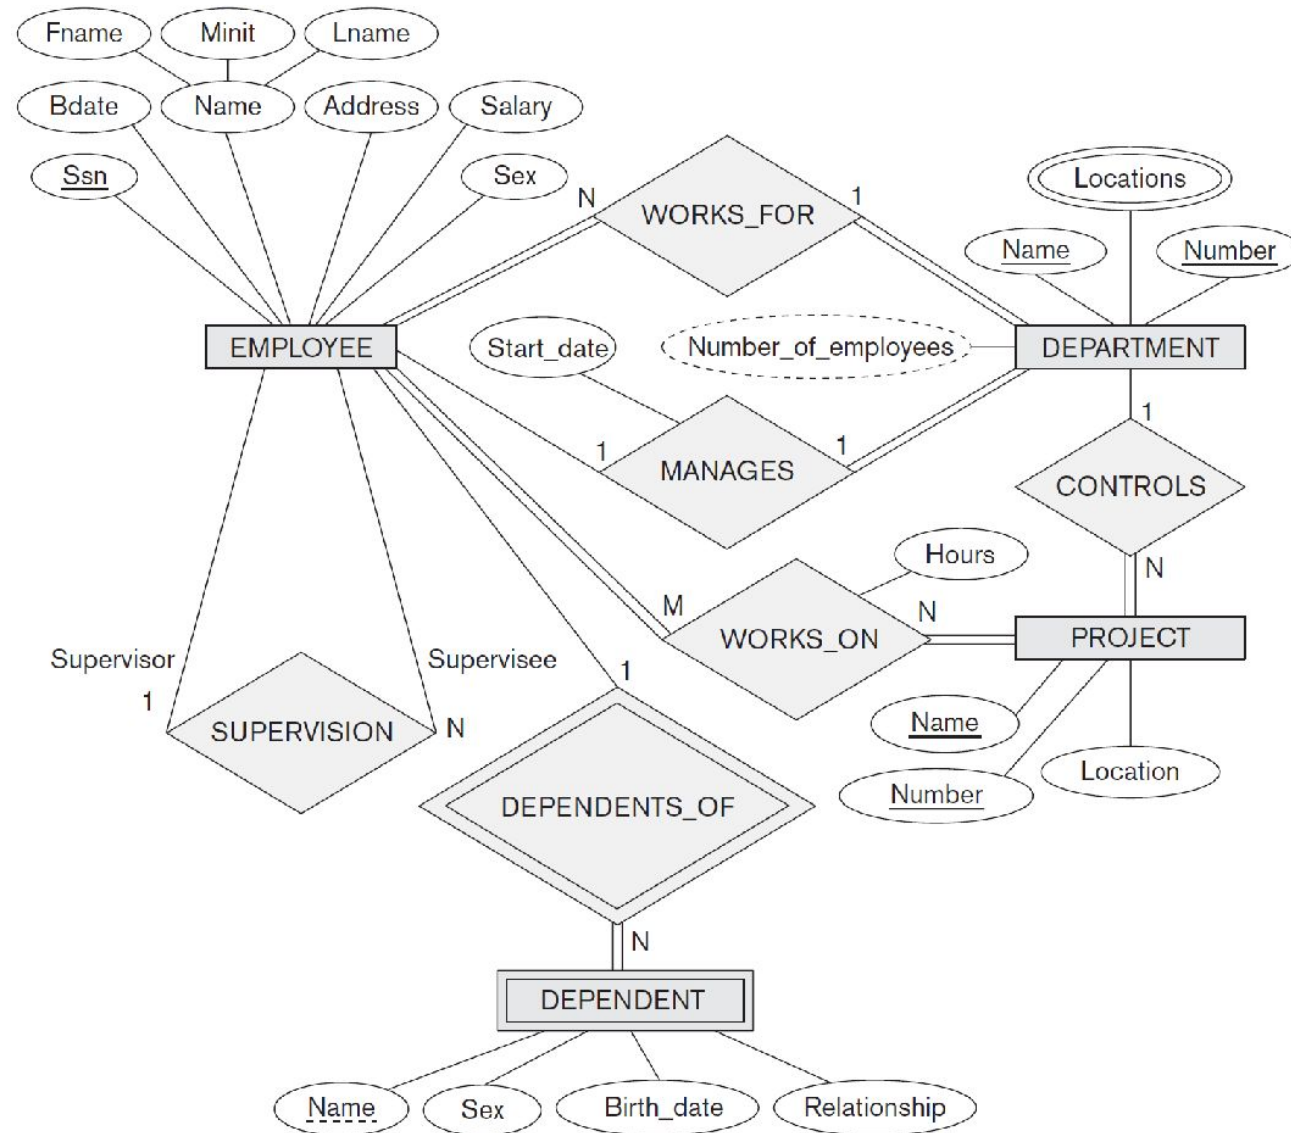 Fname
Minit
Lname
Bdate
Name
Address
Salary
Ssn
Sex
N
WORKS_FOR
1
Locations
Name
Number
EMPLOYEE
Start_date
Number_of_employees
DEPARTMENT
1
MANAGES
1
1
CONTROLS
N
Hours
M
WORKS_ON
N
PROJECT
Name
Number
Location
Supervisor
1
SUPERVISION
Supervisee
N
1
DEPENDENTS_OF
N
DEPENDENT
Name
Sex
Birth_date
Relationship